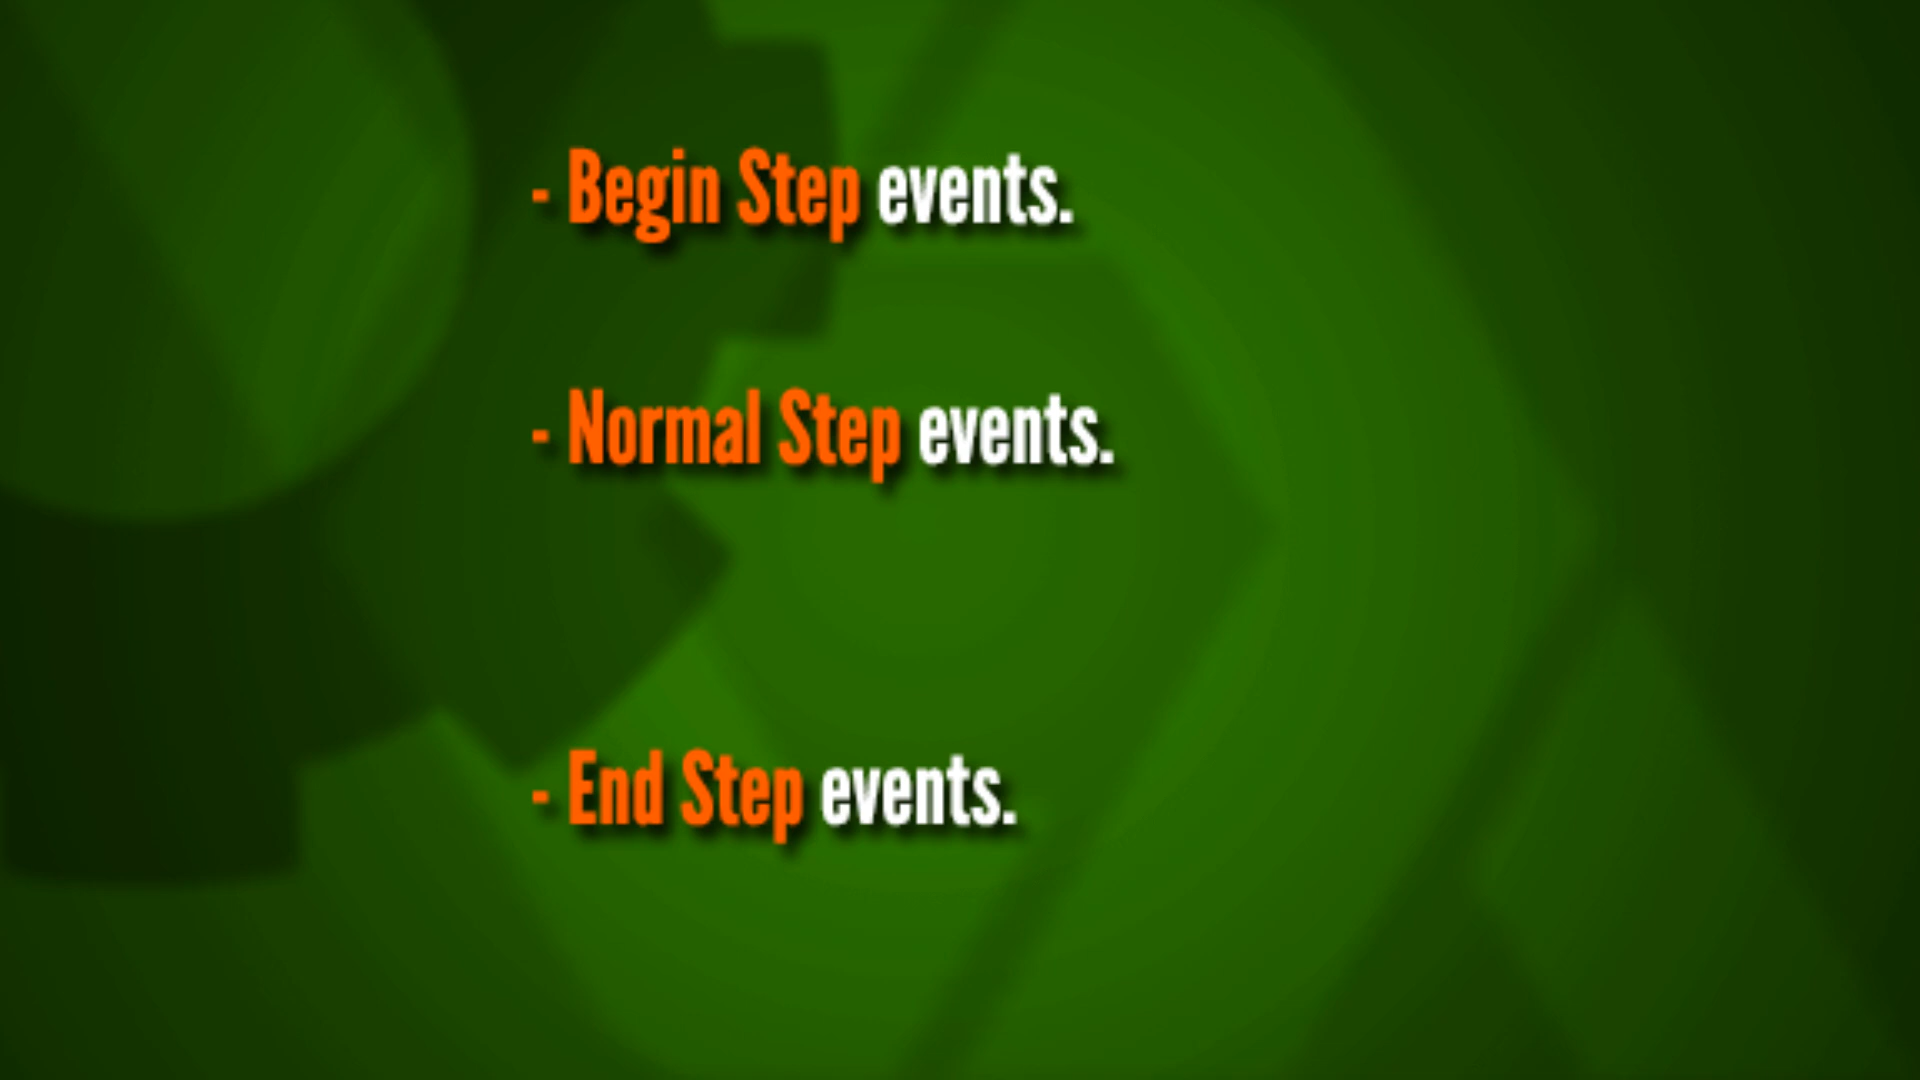 - Begin Step events.
- Normal Step events.
- End Step events.